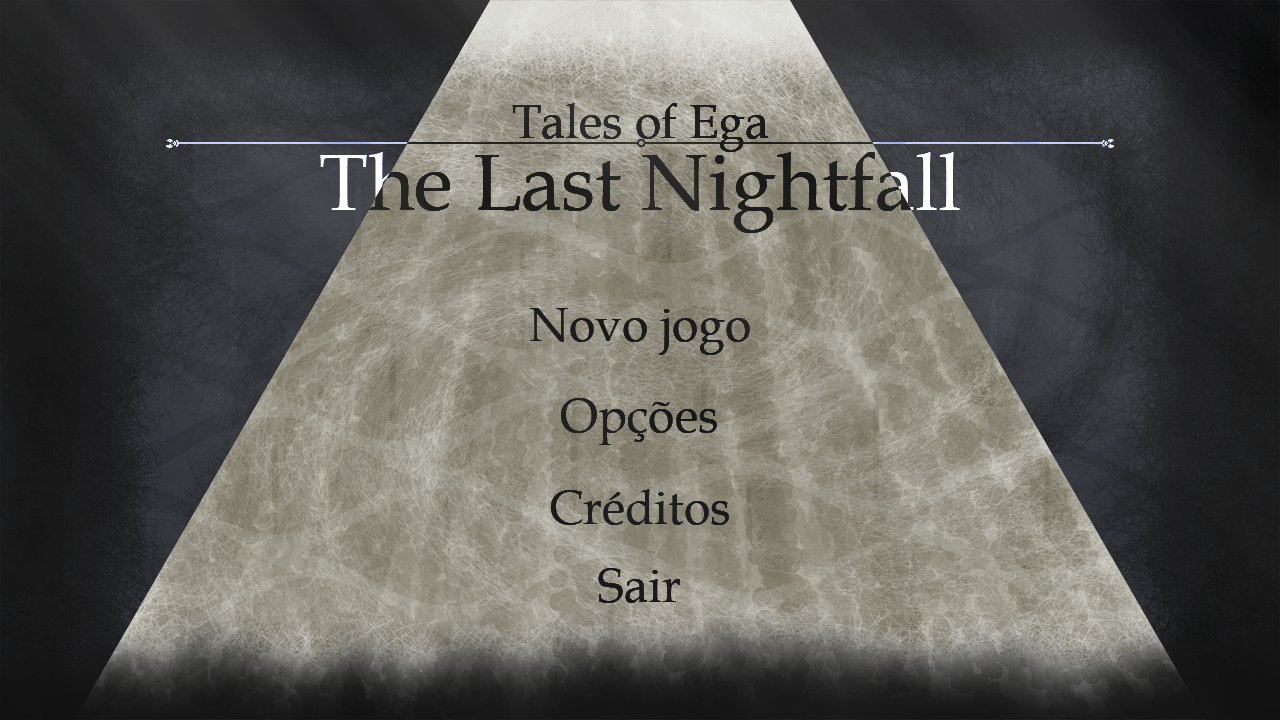 Tales of Ega
The Last Nightfall
Novo jogo
Opções
Créditos
Sair